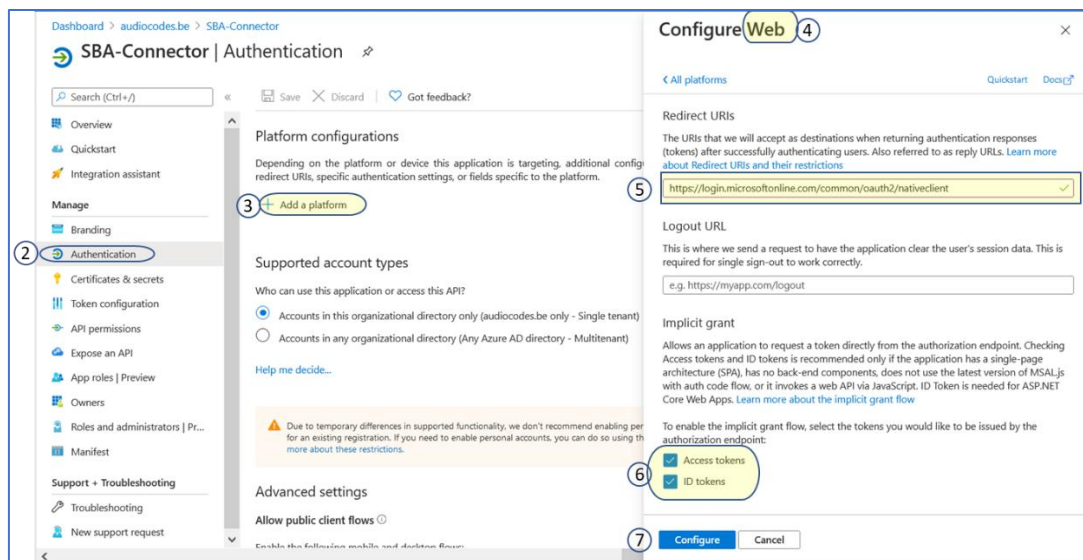 Dashboard > audiocodes.be > SBA-Connector
SBA-Connector | Authentication
Search (Ctrl+/)
«
Overview
Quickstart
Integration assistant
Manage
Branding
2
Authentication
Certificates & secrets
Token configuration
API permissions
Expose an API
App roles | Preview
Owners
Roles and administrators | Pr...
Manifest
Support + Troubleshooting
Troubleshooting
New support request
Save Discard | Got feedback?
Platform configurations
Depending on the platform or device this application is targeting, additional
redirect URIs, specific authentication settings, or fields specific to the platform.
3 + Add a platform
Supported account types
Who can use this application or access this API?
Accounts in this organizational directory only (audiocodes.be only - Single tenant)
Accounts in any organizational directory (Any Azure AD directory - Multitenant)
Help me decide...
Due to temporary differences in supported functionality, we don't recommend enabling
for an existing registration. If you need to enable personal accounts, you can do so using
more about these restrictions.
Advanced settings
Allow public client flows
Enable the following mobile and desktop flows:
Configure Web 4
All platforms Quickstart Docs
Redirect URIs
The URIs that we will accept as destinations when returning authentication responses
(tokens) after successfully authenticating users. Also referred to as reply URLs. Learn more
about Redirect URIs and their restrictions
5 https://login.microsoftonline.com/common/oauth2/nativeclient
Logout URL
This is where we send a request to have the application clear the user's session data. This is
required for single sign-out to work correctly.
e.g. https://myapp.com/logout
Implicit grant
Allows an application to request a token directly from the authorization endpoint. Checking
Access tokens and ID tokens is recommended only if the application has a single-page
architecture (SPA), has no back-end components, does not use the latest version of MSAL.js
with auth code flow, or it invokes a web API via JavaScript. ID Token is needed for ASP.NET
Core Web Apps. Learn more about the implicit grant flow
To enable the implicit grant flow, select the tokens you would like to be issued by the
authorization endpoint:
Access tokens
6
ID tokens
7 Configure Cancel